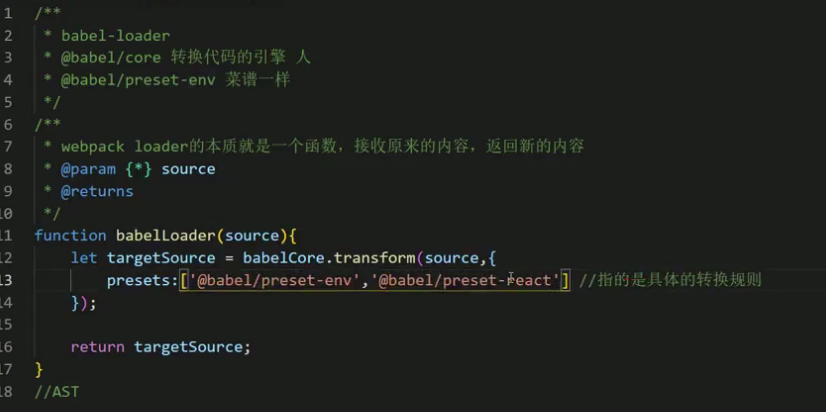 1 /**
2  * babel-loader
3  * @babel/core 转换代码的引擎 人
4  * @babel/preset-env 菜谱一样
5  */
6 /**
7  * webpack loader的本质就是一个函数，接收原来的内容，返回新的内容
8  * @param {*} source
9  * @returns
10  */
11 function babelLoader(source){
12     let targetSource = babelCore.transform(source,{
13         presets:['@babel/preset-env','@babel/preset-react'] //指的是具体的转换规则
14     });
15
16     return targetSource;
17 }
18 //AST